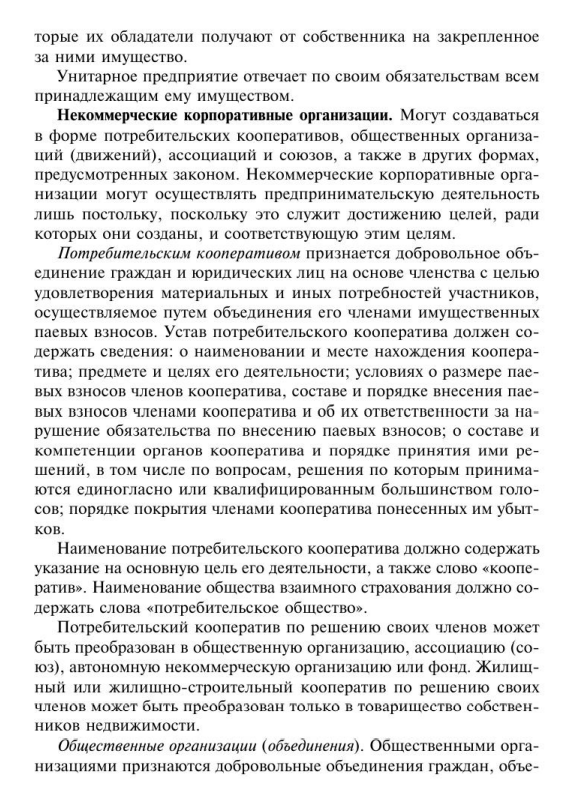 торые их обладатели получают от собственника на закрепленное
за ними имущество.
Унитарное предприятие отвечает по своим обязательствам всем
принадлежащим ему имуществом.
Некоммерческие корпоративные организации. Могут создаваться
в форме потребительских кооперативов, общественных организа-
ций (движений), ассоциаций и союзов, а также в других формах,
предусмотренных законом. Некоммерческие корпоративные орга-
низации могут осуществлять предпринимательскую деятельность
лишь постольку, поскольку это служит достижению целей, ради
которых они созданы, и соответствующую этим целям.
Потребительским кооперативом признается добровольное объ-
единение граждан и юридических лиц на основе членства с целью
удовлетворения материальных и иных потребностей участников,
осуществляемое путем объединения его членами имущественных
паевых взносов. Устав потребительского кооператива должен со-
держать сведения: о наименовании и месте нахождения коопера-
тива; предмете и целях его деятельности; условиях о размере пае-
вых взносов членов кооператива, составе и порядке внесения пае-
вых взносов членами кооператива и об их ответственности за на-
рушение обязательства по внесению паевых взносов; о составе и
компетенции органов кооператива и порядке принятия ими ре-
шений, в том числе по вопросам, решения по которым принима-
ются единогласно или квалифицированным большинством голо-
сов; порядке покрытия членами кооператива понесенных им убыт-
ков.
Наименование потребительского кооператива должно содержать
указание на основную цель его деятельности, а также слово «коопе-
ратив». Наименование общества взаимного страхования должно со-
держать слова «потребительское общество».
Потребительский кооператив по решению своих членов может
быть преобразован в общественную организацию, ассоциацию (со-
юз), автономную некоммерческую организацию или фонд. Жилищ-
ный или жилищно-строительный кооператив по решению своих
членов может быть преобразован только в товарищество собствен-
ников недвижимости.
Общественные организации (объединения). Общественными орга-
низациями признаются добровольные объединения граждан, объе-